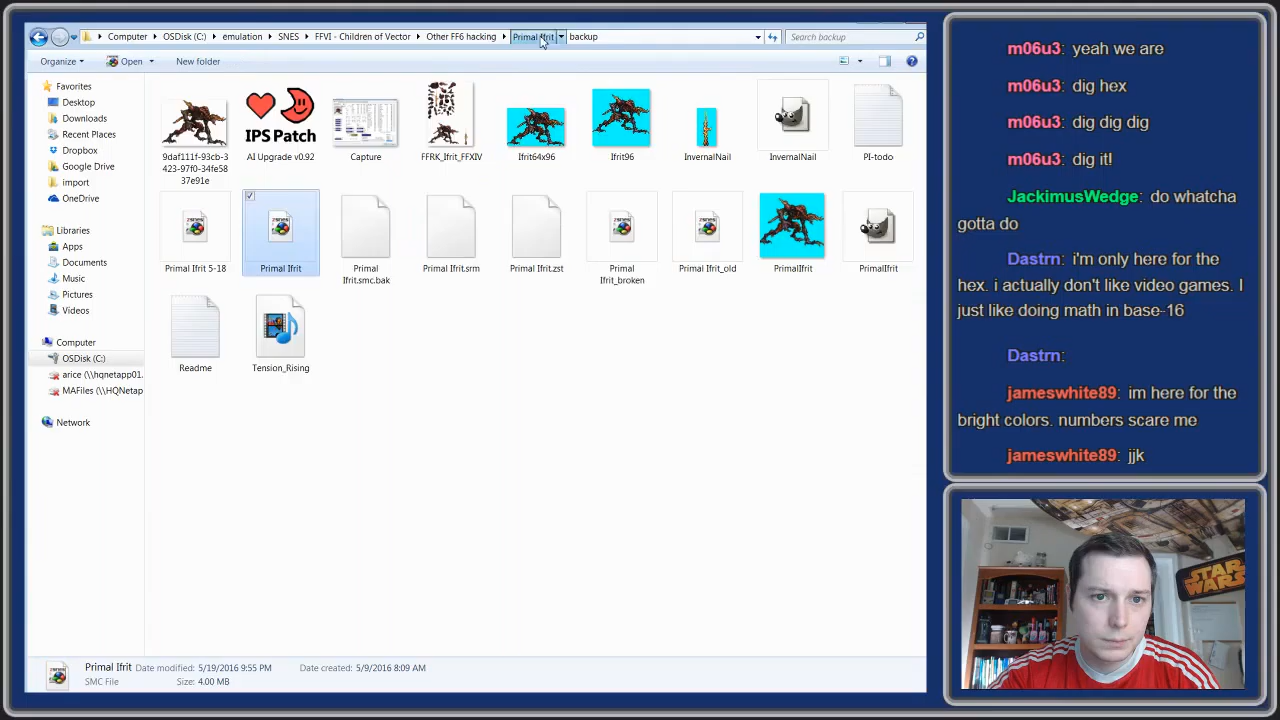 Computer OSDisk (C:) emulation SNES FFVI - Children of Vector Other FF6 hacking Primal Ifrit backup Search backup
Organize Open New folder
Favorites
Desktop
Downloads
Recent Places
Dropbox
Google Drive
import
OneDrive
Libraries
Apps
Documents
Music
Pictures
Videos
Computer
OSDisk (C:)
arice (\\hqnetapp01.
MAFiles (\\HQNetap
Network
IPS Patch
9daf111f-93cb-3
423-97f0-34fe58
37e91e
AI Upgrade v0.92
Capture
FFRK_Ifrit_FFXIV
Ifrit64x96
Ifrit96
InvernalNail
InvernalNail
PI-todo
Primal Ifrit 5-18
Primal Ifrit
Primal
Ifrit.smc.bak
Primal Ifrit.srm
Primal Ifrit.zst
Primal
Ifrit_broken
Primal Ifrit_old
PrimalIfrit
PrimalIfrit
Readme
Tension_Rising
Primal Ifrit Date modified: 5/19/2016 9:55 PM Date created: 5/9/2016 8:09 AM
SMC File Size: 4.00 MB
m06u3: yeah we are
m06u3: dig hex
m06u3: dig dig dig
m06u3: dig it!
JackimusWedge: do whatcha
gotta do
Dastrn: i'm only here for the
hex. i actually don't like video games. I
just like doing math in base-16
Dastrn:
jameswhite89: im here for the
bright colors. numbers scare me
jameswhite89: jjk
STAR
WARS